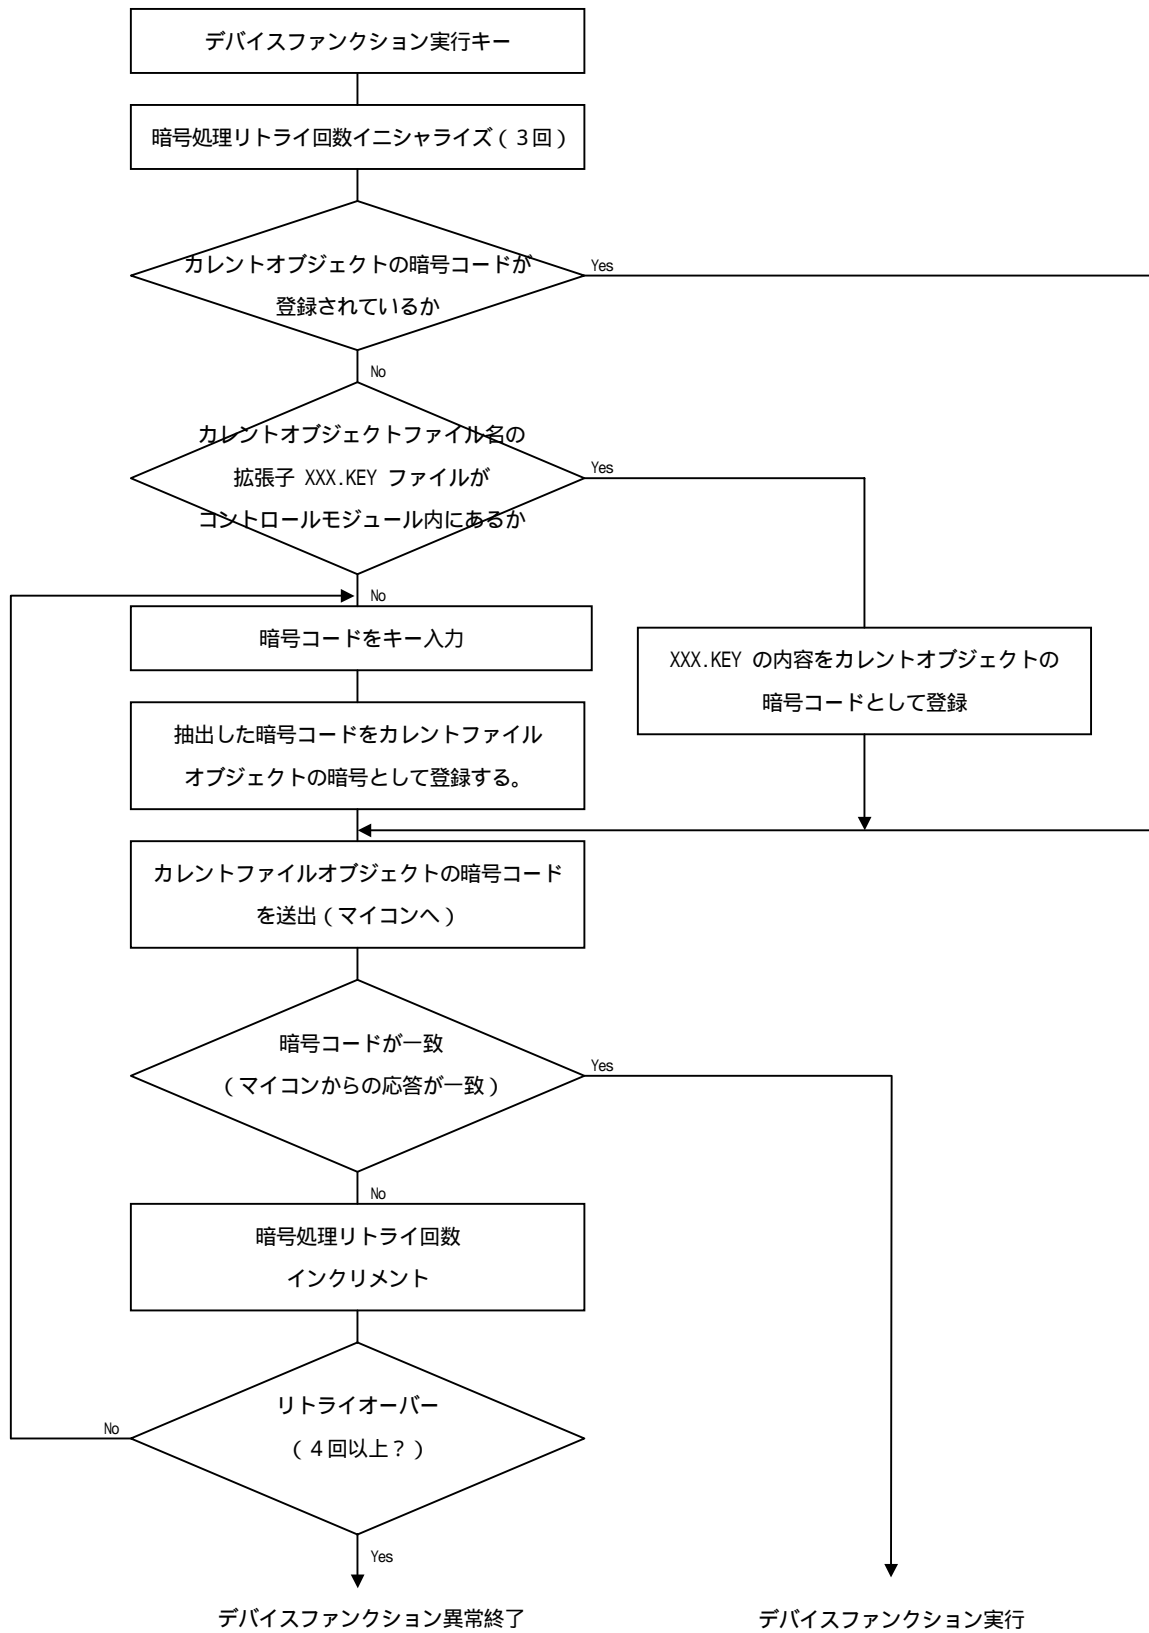 デバイスファンクション実行キー
暗号処理リトライ回数イニシャライズ（３回）
カレントオブジェクトの暗号コードが
登録されているか
Yes
No
カレントオブジェクトファイル名の
拡張子 XXX.KEY ファイルが
コントロールモジュール内にあるか
Yes
No
暗号コードをキー入力
XXX.KEY の内容をカレントオブジェクトの
暗号コードとして登録
抽出した暗号コードをカレントファイル
オブジェクトの暗号として登録する。
カレントファイルオブジェクトの暗号コード
を送出（マイコンへ）
暗号コードが一致
（マイコンからの応答が一致）
Yes
No
暗号処理リトライ回数
インクリメント
リトライオーバー
（４回以上？）
No
Yes
デバイスファンクション異常終了
デバイスファンクション実行